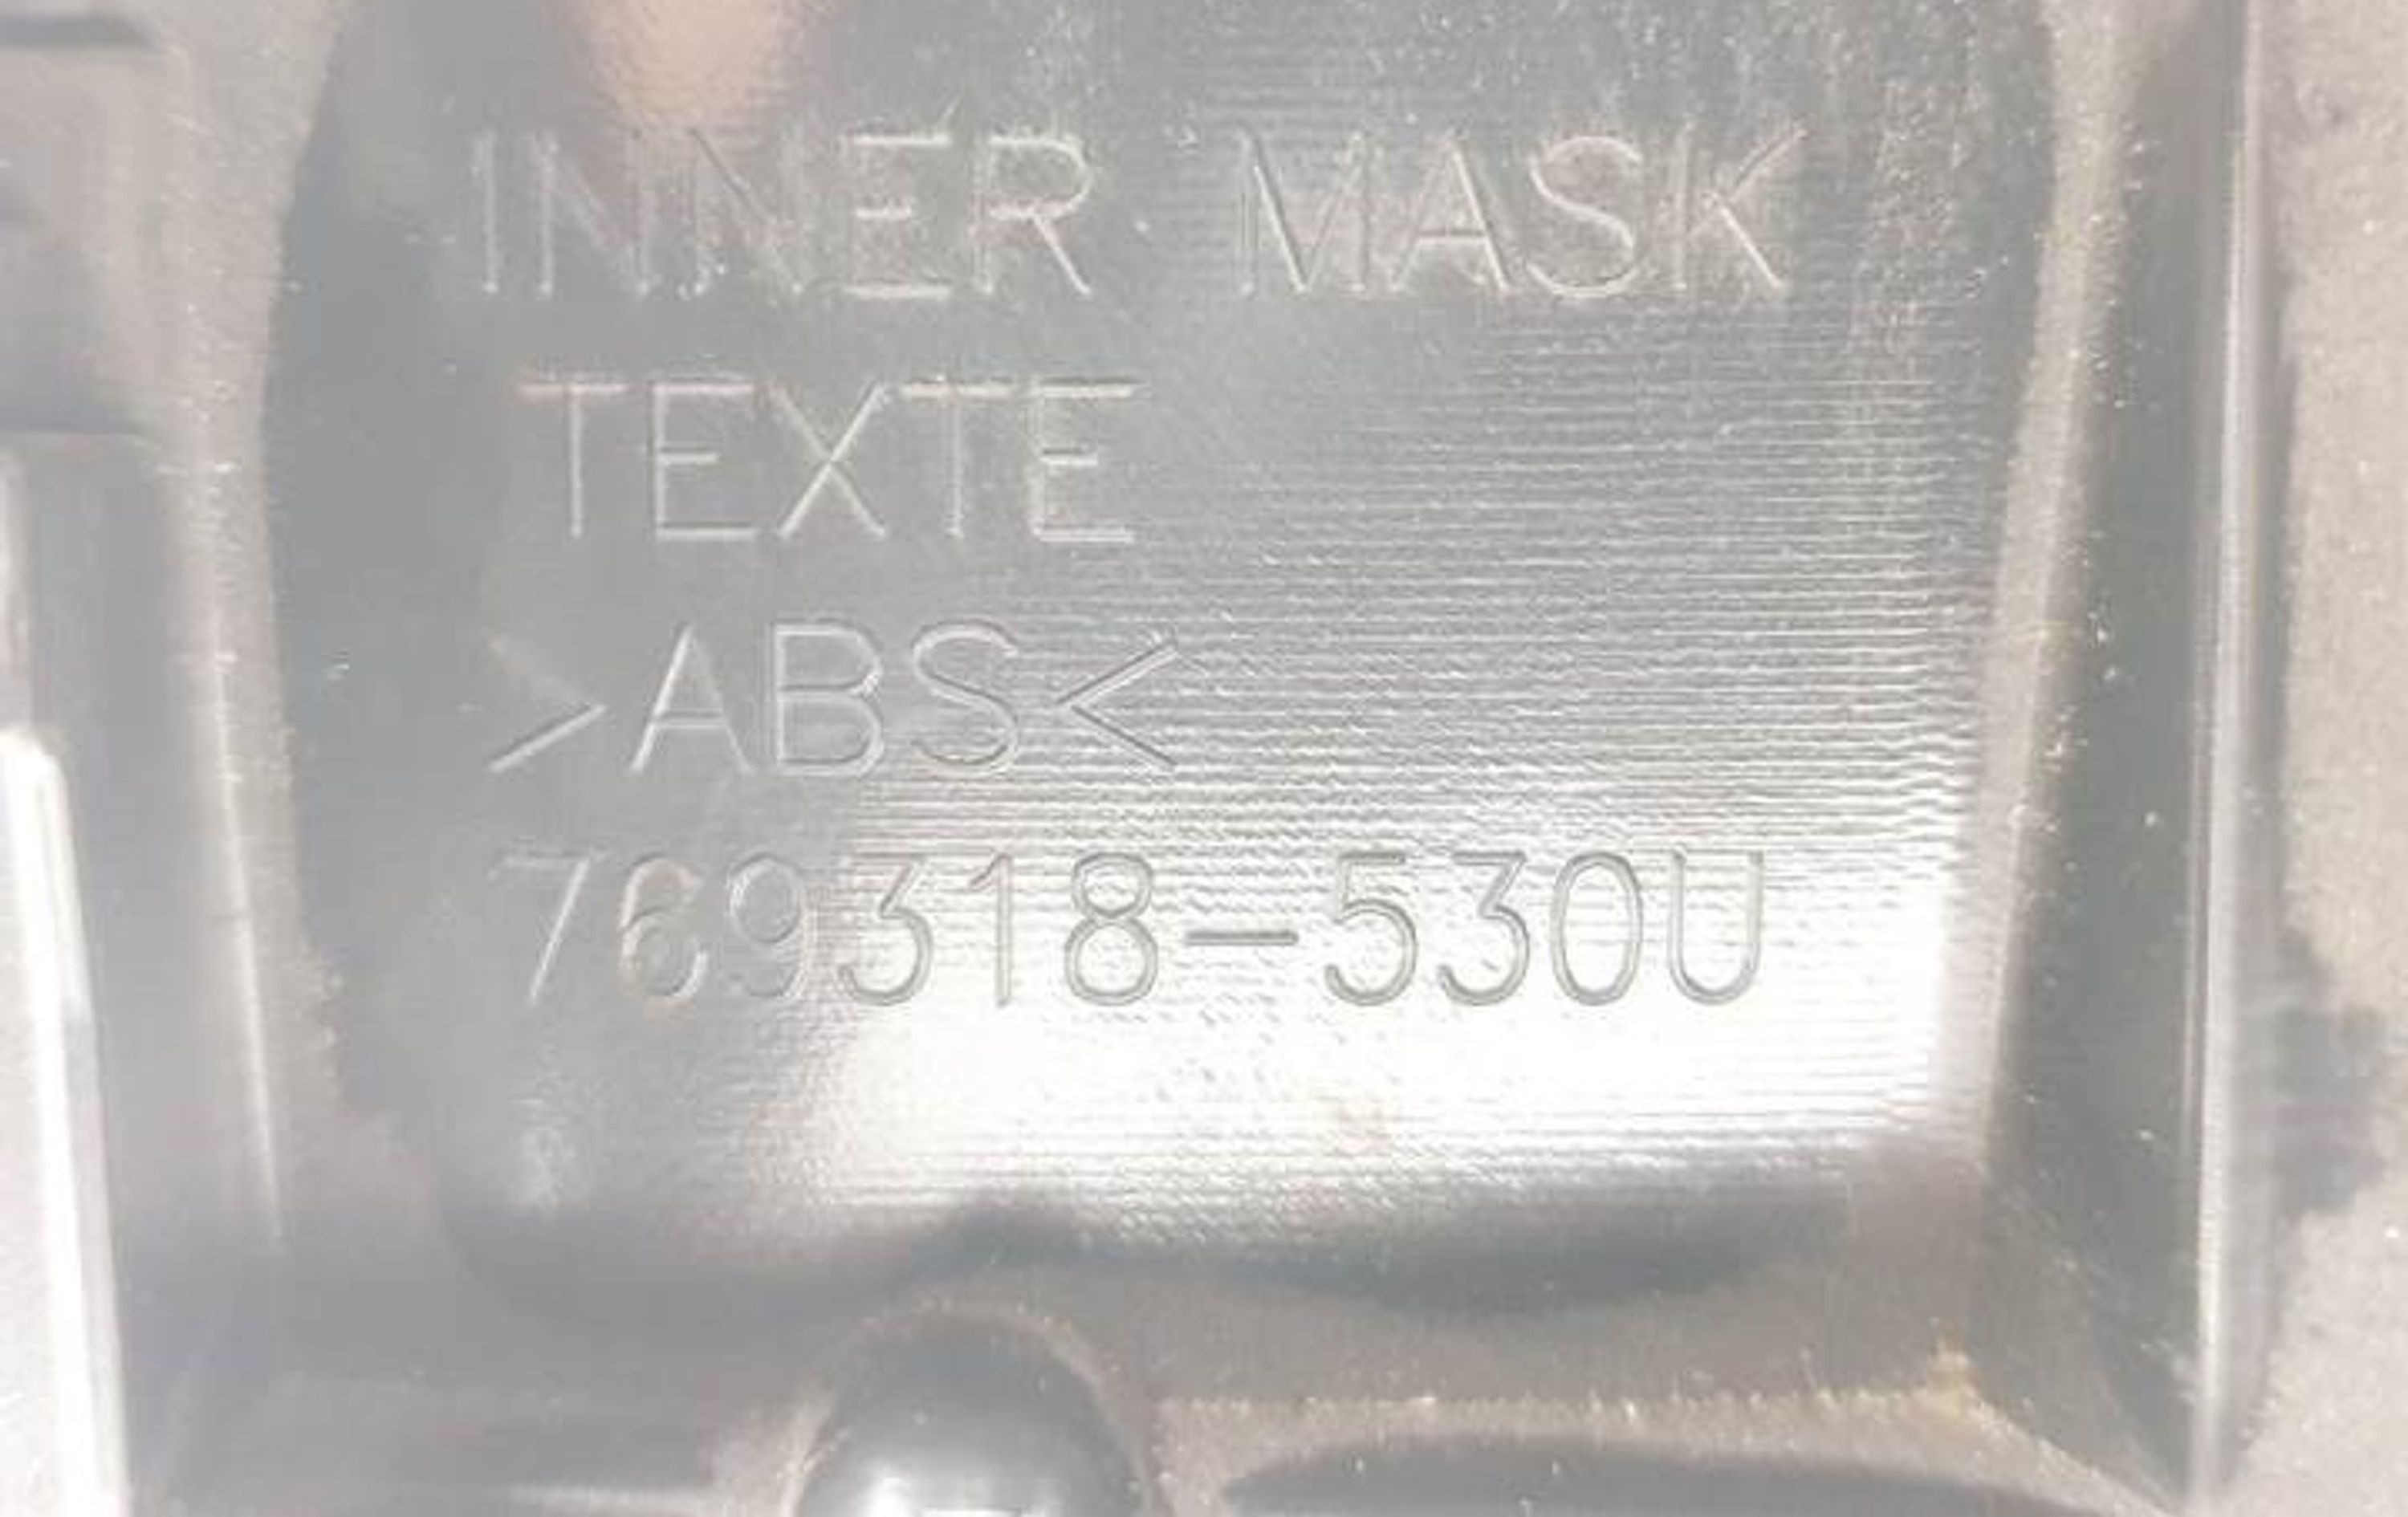 INNER MASK
TEXTE
>ABS<
769318-530U